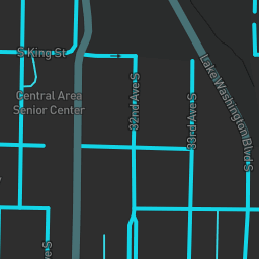 S King St
Central Area
Senior Center
32nd Ave S
33rd Ave S
Lake Washington Blvd S
e S